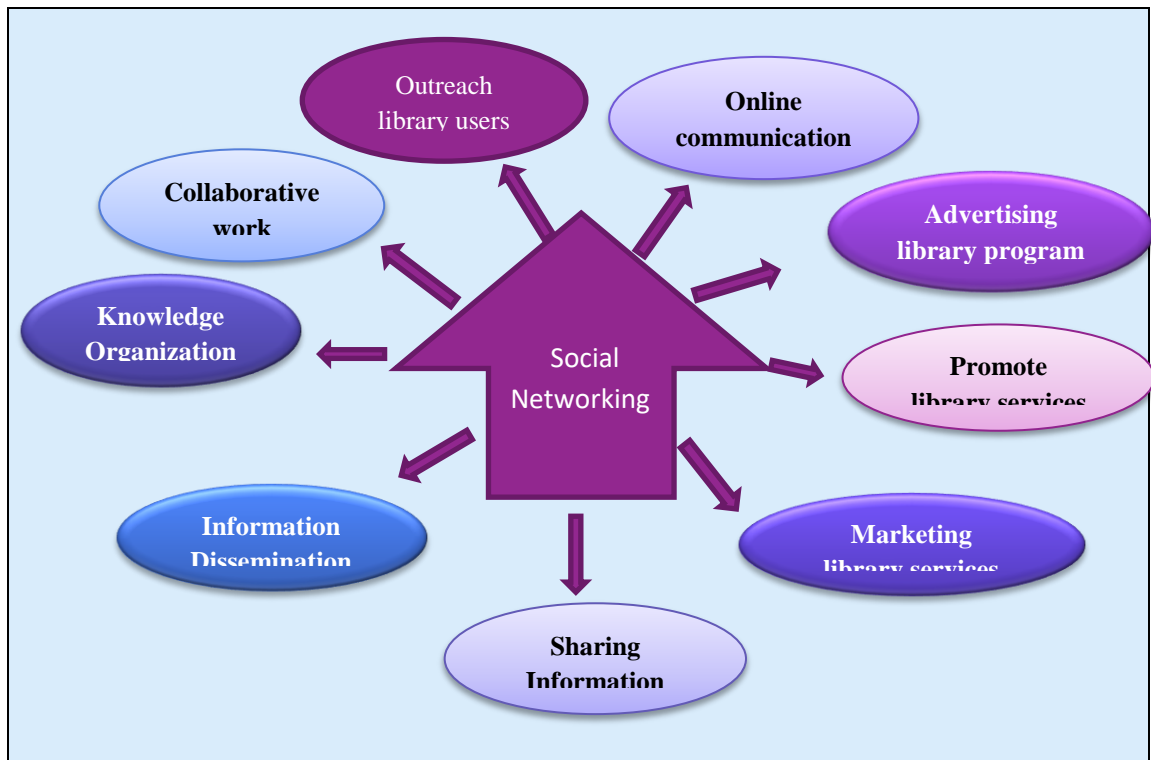 Outreach
library users
Online
communication
Collaborative
work
Advertising
library program
Knowledge
Organization
Social
Networking
Promote
library services
Information
Dissemination
Marketing
library services
Sharing
Information